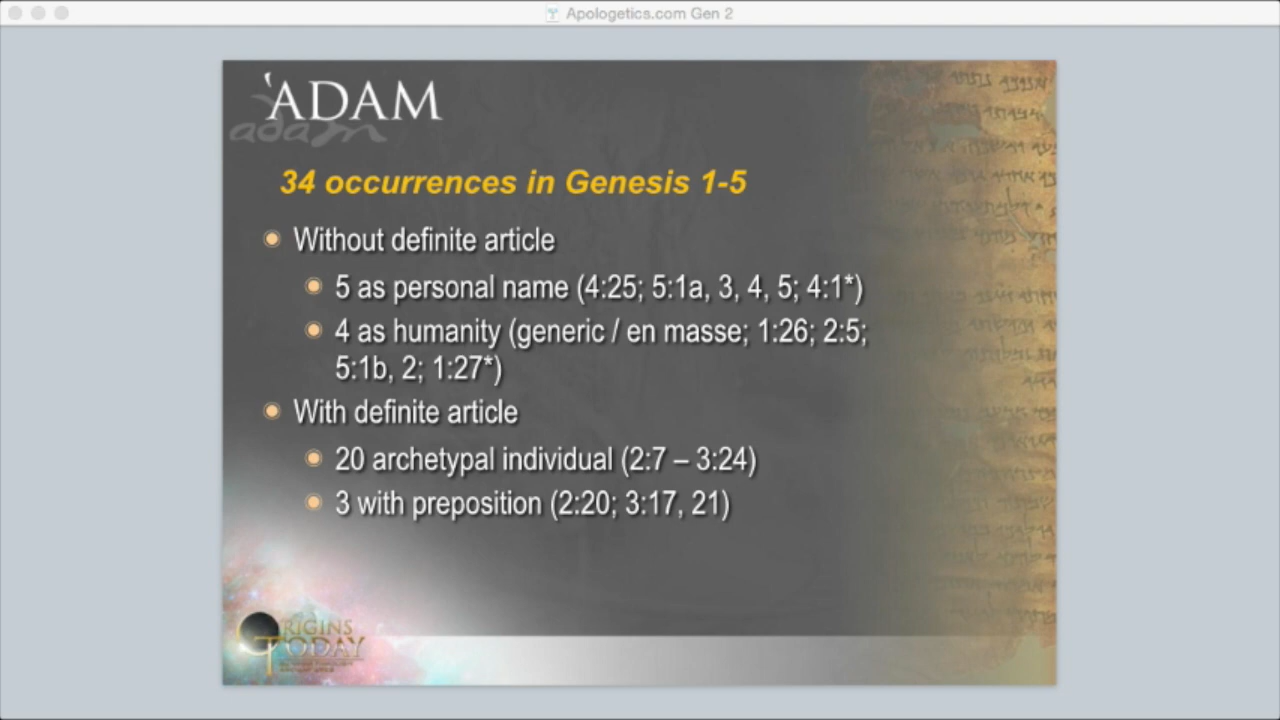 Apologetics.com Gen 2
'ADAM
adam
34 occurrences in Genesis 1-5
Without definite article
5 as personal name (4:25; 5:1a, 3, 4, 5; 4:1*)
4 as humanity (generic / en masse; 1:26; 2:5;
5:1b, 2; 1:27*)
With definite article
20 archetypal individual (2:7 – 3:24)
3 with preposition (2:20; 3:17, 21)
ORIGINS
TODAY